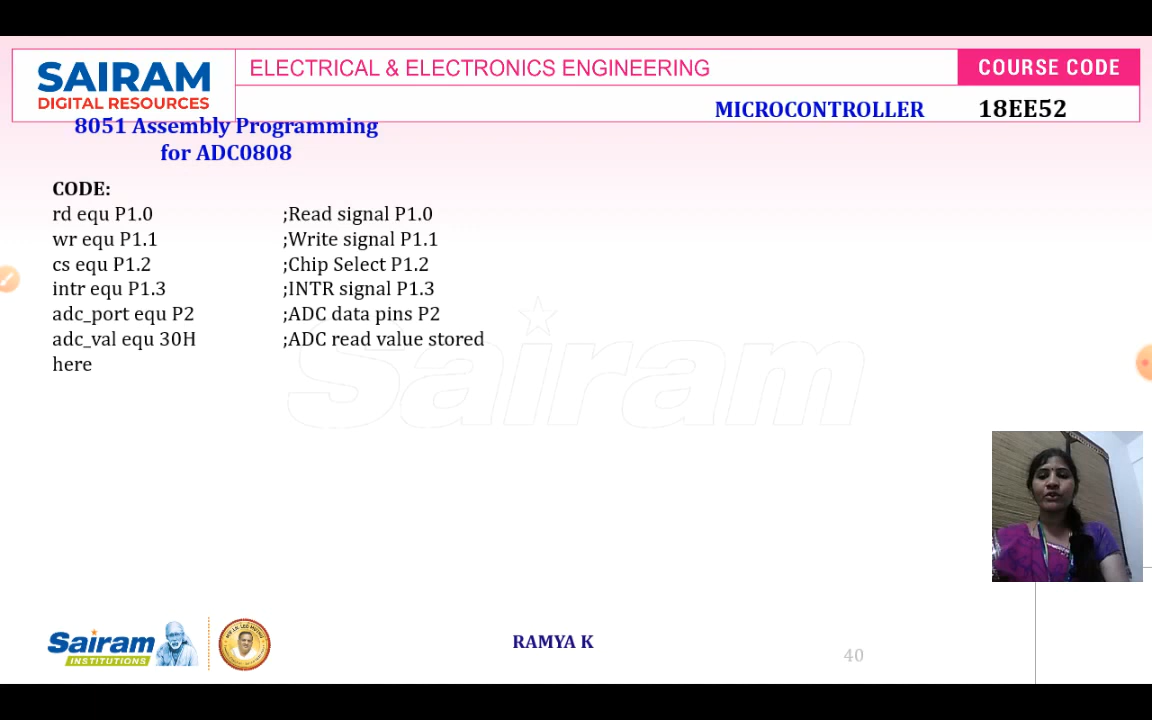 SAIRAM
DIGITAL RESOURCES
ELECTRICAL & ELECTRONICS ENGINEERING
COURSE CODE
MICROCONTROLLER
18EE52
8051 Assembly Programming
for ADC0808
CODE:
rd equ P1.0 ;Read signal P1.0
wr equ P1.1 ;Write signal P1.1
cs equ P1.2 ;Chip Select P1.2
intr equ P1.3 ;INTR signal P1.3
adc_port equ P2 ;ADC data pins P2
adc_val equ 30H ;ADC read value stored
here
Sairam
Sairam
INSTITUTIONS
RAMYA K
40